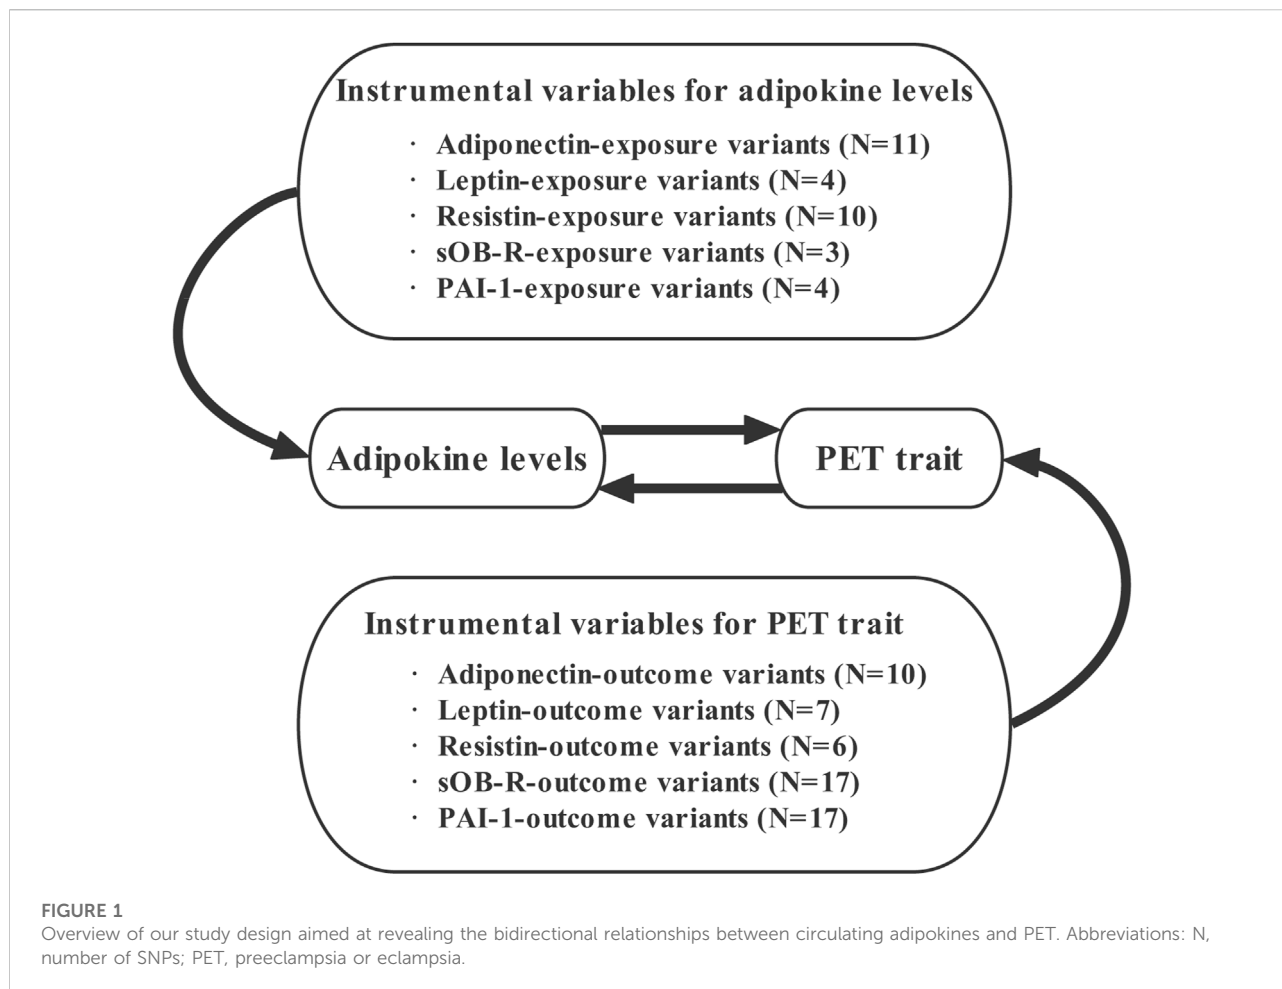 Instrumental variables for adipokine levels
· Adiponectin-exposure variants (N=11)
· Leptin-exposure variants (N=4)
· Resistin-exposure variants (N=10)
· sOB-R-exposure variants (N=3)
· PAI-1-exposure variants (N=4)
Adipokine levels
PET trait
Instrumental variables for PET trait
· Adiponectin-outcome variants (N=10)
· Leptin-outcome variants (N=7)
· Resistin-outcome variants (N=6)
· sOB-R-outcome variants (N=17)
· PAI-1-outcome variants (N=17)
FIGURE 1
Overview of our study design aimed at revealing the bidirectional relationships between circulating adipokines and PET. Abbreviations: N,
number of SNPs; PET, preeclampsia or eclampsia.